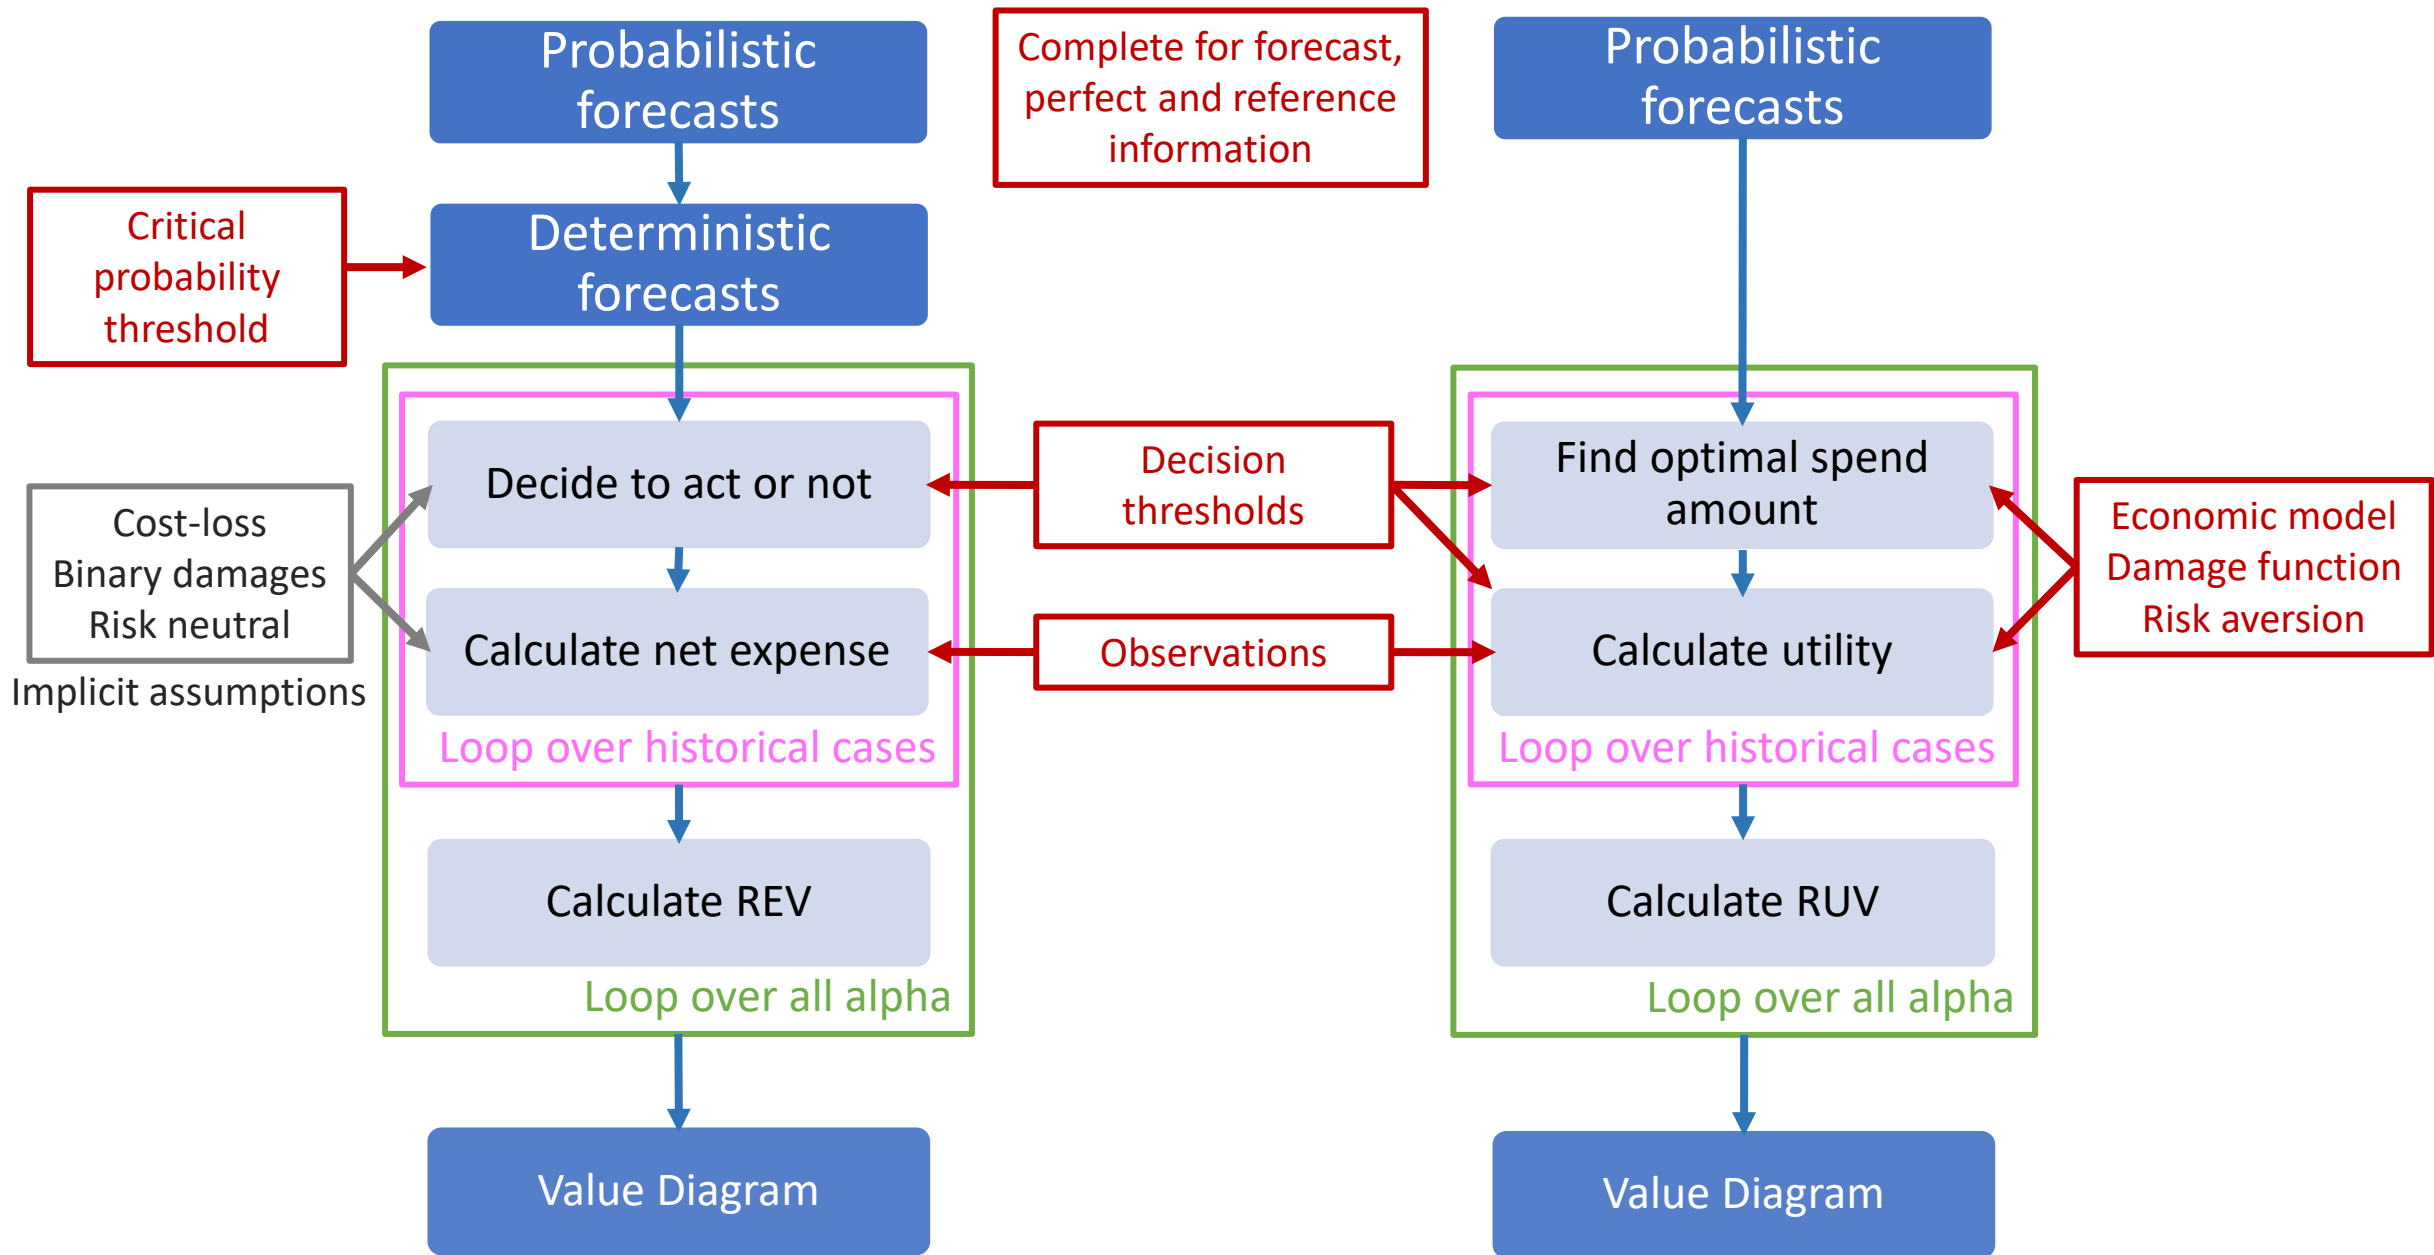 Probabilistic
forecasts
Complete for forecast,
perfect and reference
information
Probabilistic
forecasts
Critical
probability
threshold
Deterministic
forecasts
Decide to act or not
Decision
thresholds
Find optimal spend
amount
Cost-loss
Binary damages
Risk neutral
Implicit assumptions
Economic model
Damage function
Risk aversion
Calculate net expense
Observations
Calculate utility
Loop over historical cases
Loop over historical cases
Calculate REV
Calculate RUV
Loop over all alpha
Loop over all alpha
Value Diagram
Value Diagram